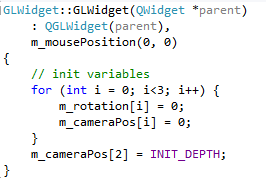 GLWidget::GLWidget(QWidget *parent)
: QGLWidget(parent),
m_mousePosition(0, 0)
{
// init variables
for (int i = 0; i<3; i++) {
m_rotation[i] = 0;
m_cameraPos[i] = 0;
}
m_cameraPos[2] = INIT_DEPTH;
}